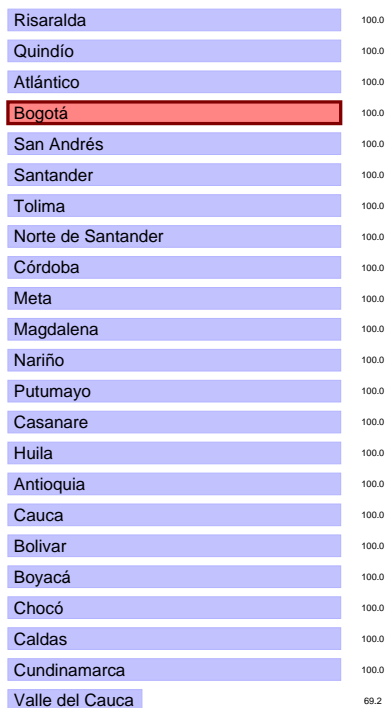 Risaralda 100.0
Quindío 100.0
Atlántico 100.0
Bogotá 100.0
San Andrés 100.0
Santander 100.0
Tolima 100.0
Norte de Santander 100.0
Córdoba 100.0
Meta 100.0
Magdalena 100.0
Nariño 100.0
Putumayo 100.0
Casanare 100.0
Huila 100.0
Antioquia 100.0
Cauca 100.0
Bolivar 100.0
Boyacá 100.0
Chocó 100.0
Caldas 100.0
Cundinamarca 100.0
Valle del Cauca 69.2